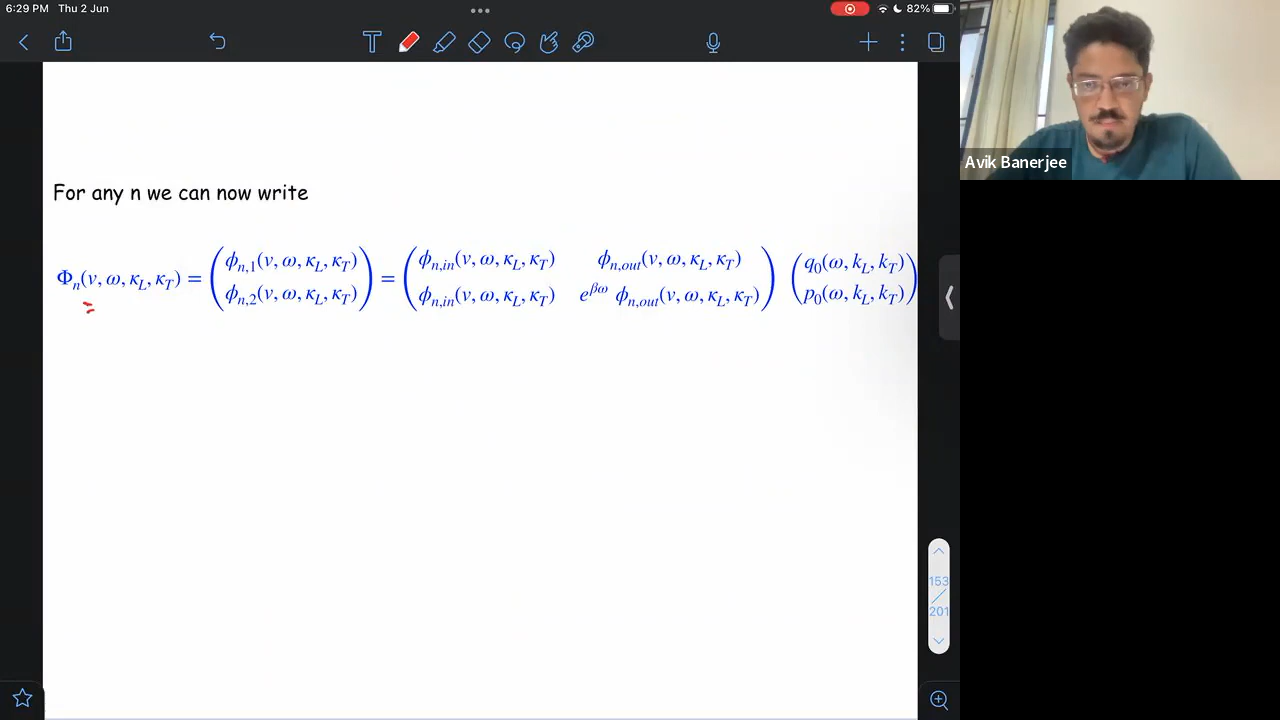 6:29 PM Thu 2 Jun
82%
For any n we can now write
Φ_n(v, ω, κ_L, κ_T) = ( ϕ_{n,1}(v, ω, κ_L, κ_T) ϕ_{n,2}(v, ω, κ_L, κ_T) ) = ( ϕ_{n,in}(v, ω, κ_L, κ_T) ϕ_{n,out}(v, ω, κ_L, κ_T) ϕ_{n,in}(v, ω, κ_L, κ_T) e^{βω} ϕ_{n,out}(v, ω, κ_L, κ_T) ) ( q_0(ω, k_L, k_T) p_0(ω, k_L, k_T) )
153
201
Avik Banerjee